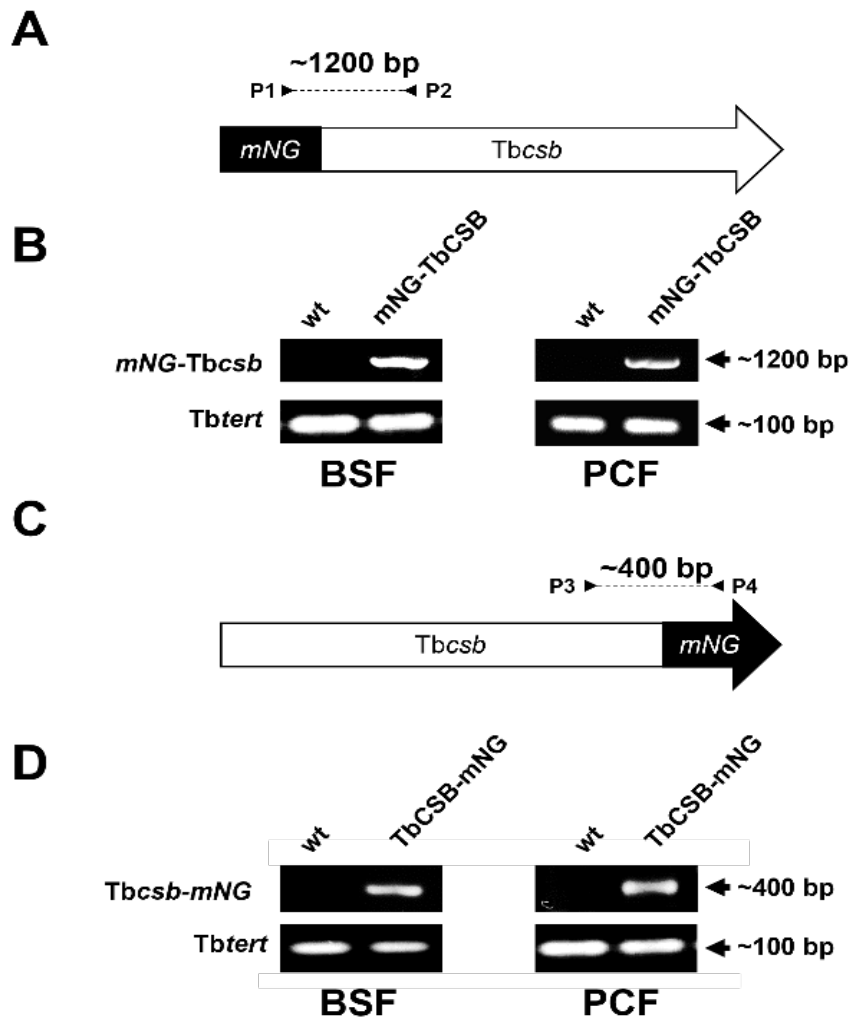 A
~1200 bp
P1 P2
mNG Tbcsb
B
wt mNG-TbCSB wt mNG-TbCSB
mNG-Tbcsb ~1200 bp
Tbtert ~100 bp
BSF PCF
C
~400 bp
P3 P4
Tbcsb mNG
D
wt TbCSB-mNG wt TbCSB-mNG
Tbcsb-mNG ~400 bp
Tbtert ~100 bp
BSF PCF